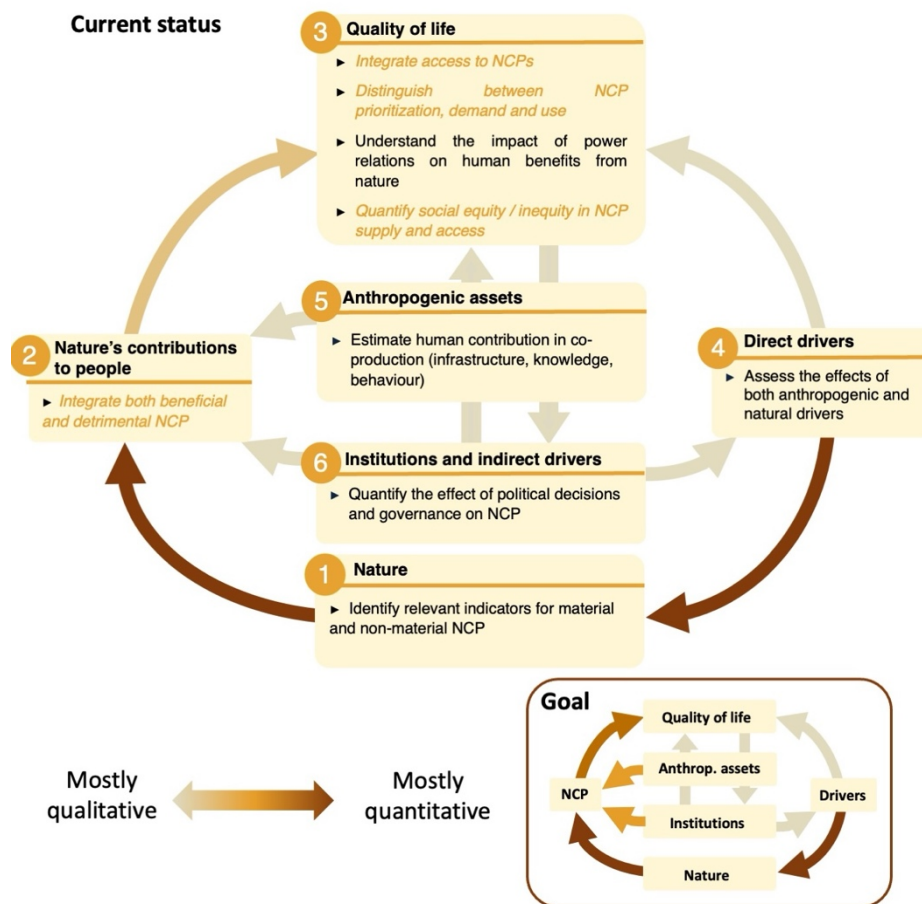 Current status
3
Quality of life
► Integrate access to NCPs
► Distinguish between NCP
prioritization, demand and use
► Understand the impact of power
relations on human benefits from
nature
► Quantify social equity / inequity in NCP
supply and access
5
Anthropogenic assets
► Estimate human contribution in co-
production (infrastructure, knowledge,
behaviour)
2
Nature's contributions
to people
► Integrate both beneficial
and detrimental NCP
4
Direct drivers
► Assess the effects of
both anthropogenic and
natural drivers
6
Institutions and indirect drivers
► Quantify the effect of political decisions
and governance on NCP
1
Nature
► Identify relevant indicators for material
and non-material NCP
Mostly
qualitative
Mostly
quantitative
Goal
Quality of life
Anthrop. assets
NCP
Drivers
Institutions
Nature